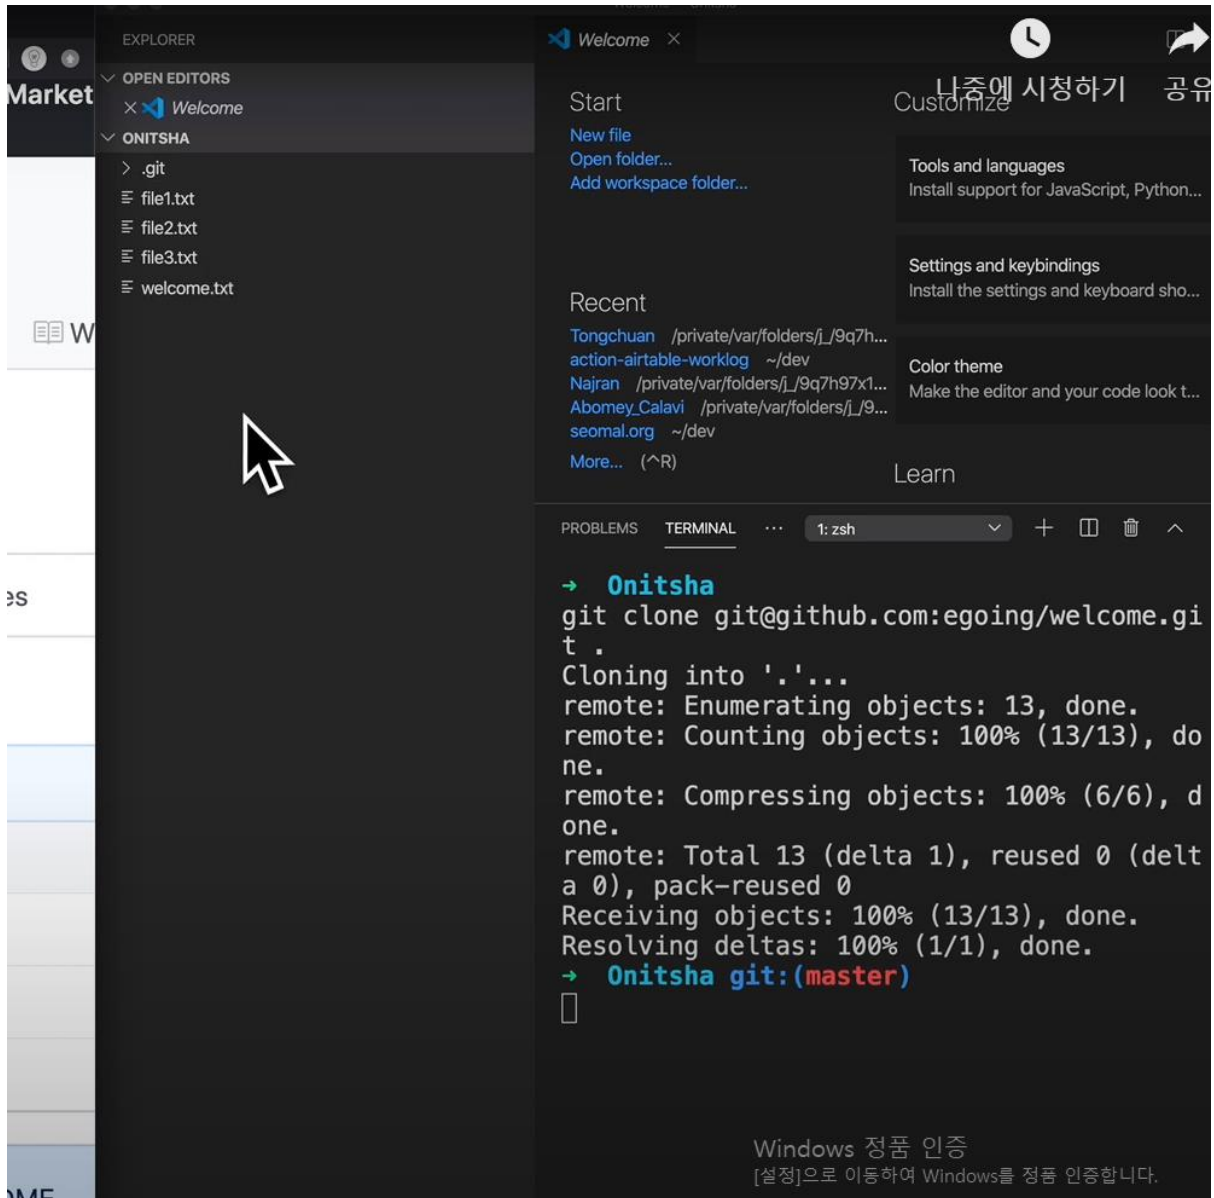 Market
W
es
OME
EXPLORER
OPEN EDITORS
Welcome
ONITSHA
.git
file1.txt
file2.txt
file3.txt
welcome.txt
Welcome
나중에 시청하기
공유
Start
New file
Open folder...
Add workspace folder...
Recent
Tongchuan /private/var/folders/j_/9q7h...
action-airtable-worklog ~/dev
Najran /private/var/folders/j_/9q7h97x1...
Abomey_Calavi /private/var/folders/j_/9...
seomal.org ~/dev
More... (^R)
Customize
Tools and languages
Install support for JavaScript, Python...
Settings and keybindings
Install the settings and keyboard sho...
Color theme
Make the editor and your code look t...
Learn
PROBLEMS TERMINAL ... 1: zsh
→ Onitsha
git clone git@github.com:egoing/welcome.gi
t .
Cloning into '.'...
remote: Enumerating objects: 13, done.
remote: Counting objects: 100% (13/13), do
ne.
remote: Compressing objects: 100% (6/6), d
one.
remote: Total 13 (delta 1), reused 0 (delt
a 0), pack-reused 0
Receiving objects: 100% (13/13), done.
Resolving deltas: 100% (1/1), done.
→ Onitsha git:(master)
Windows 정품 인증
[설정]으로 이동하여 Windows를 정품 인증합니다.